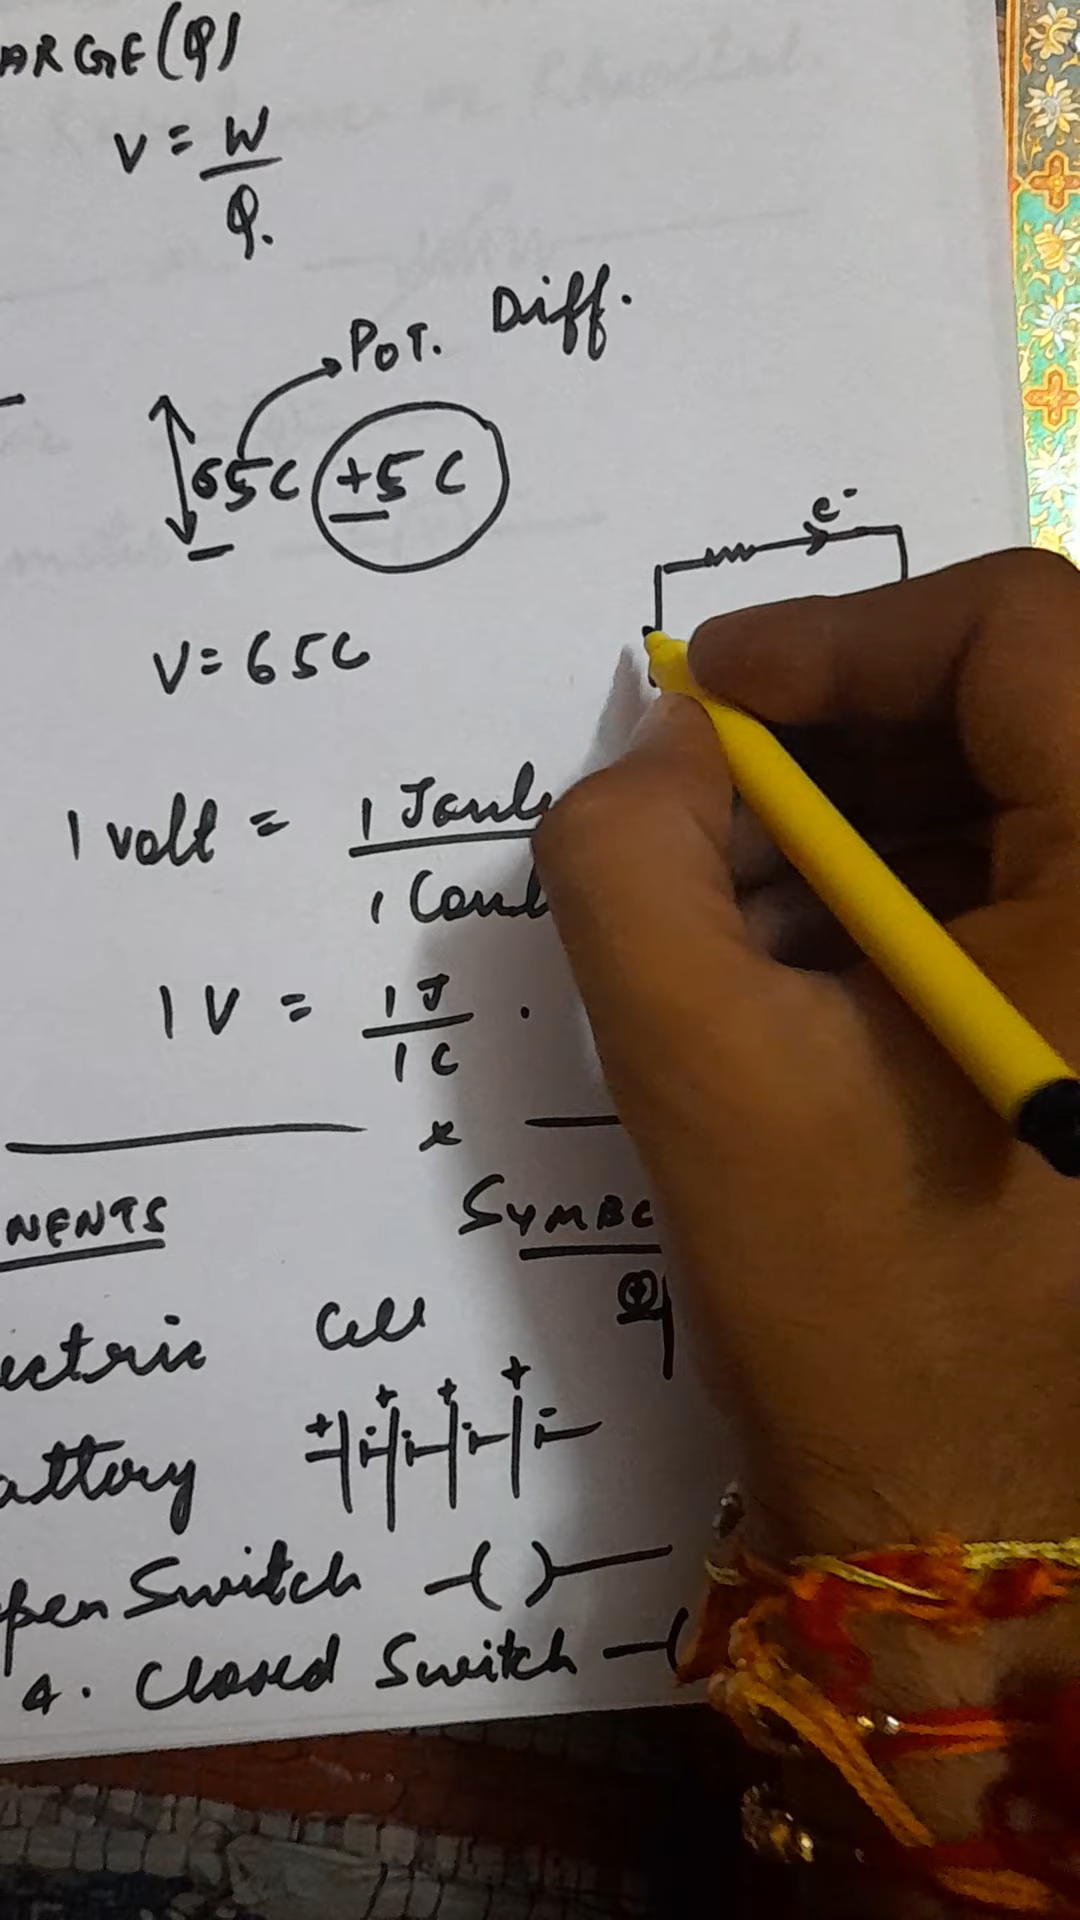 ARGE(Q)
V = W
Q.
POT. Diff.
65C +5C
e-
V = 65C
1 volt = 1 Joule
1 Coul
1V = 1J .
1C
x
NENTS SYMBO
ectric Cell
attery + + + +
pen Switch
4. Closed Switch